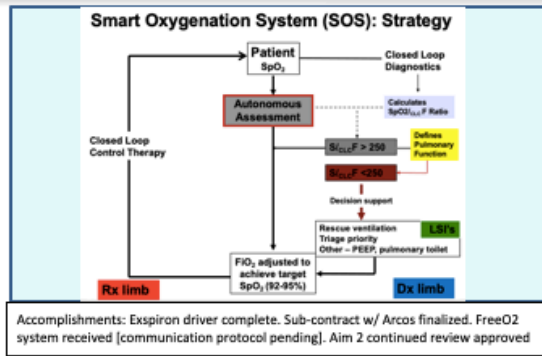 Smart Oxygenation System (SOS): Strategy
Patient
SpO₂
Closed Loop
Diagnostics
Autonomous
Assessment
Calculates
SpO2/CLC F Ratio
Closed Loop
Control Therapy
S/CLCF > 250
Defines
Pulmonary
Function
S/CLCF <250
Decision support
Rescue ventilation
Triage priority
Other – PEEP, pulmonary toilet
LSI's
FiO₂ adjusted to
achieve target
SpO₂ (92-95%)
Rx limb
Dx limb
Accomplishments: Exspiron driver complete. Sub-contract w/ Arcos finalized. FreeO2
system received [communication protocol pending]. Aim 2 continued review approved